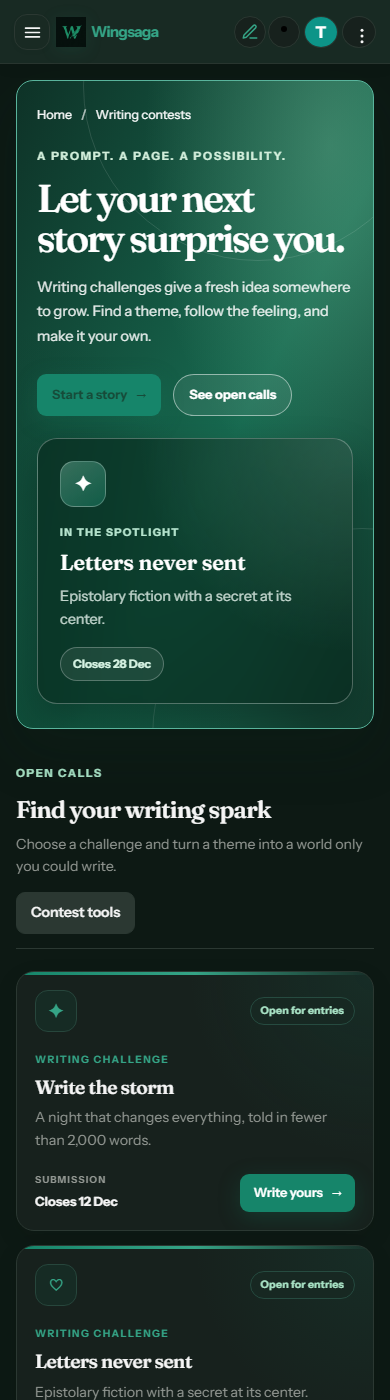 W Wingsaga
T
Home / Writing contests
A PROMPT. A PAGE. A POSSIBILITY.
Let your next
story surprise you.
Writing challenges give a fresh idea somewhere
to grow. Find a theme, follow the feeling, and
make it your own.
Start a story →
See open calls
IN THE SPOTLIGHT
Letters never sent
Epistolary fiction with a secret at its
center.
Closes 28 Dec
OPEN CALLS
Find your writing spark
Choose a challenge and turn a theme into a world only
you could write.
Contest tools
Open for entries
WRITING CHALLENGE
Write the storm
A night that changes everything, told in fewer
than 2,000 words.
SUBMISSION
Closes 12 Dec
Write yours →
Open for entries
WRITING CHALLENGE
Letters never sent
Epistolary fiction with a secret at its center.